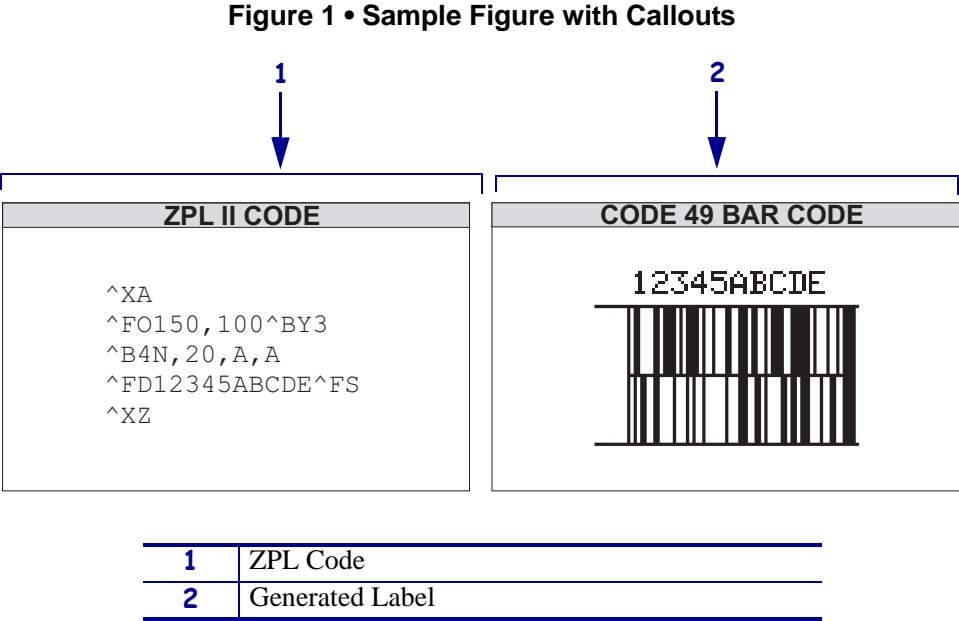 Figure 1 • Sample Figure with Callouts
1
2
ZPL II CODE
^XA
^FO150,100^BY3
^B4N,20,A,A
^FD12345ABCDE^FS
^XZ
CODE 49 BAR CODE
12345ABCDE
1 ZPL Code
2 Generated Label